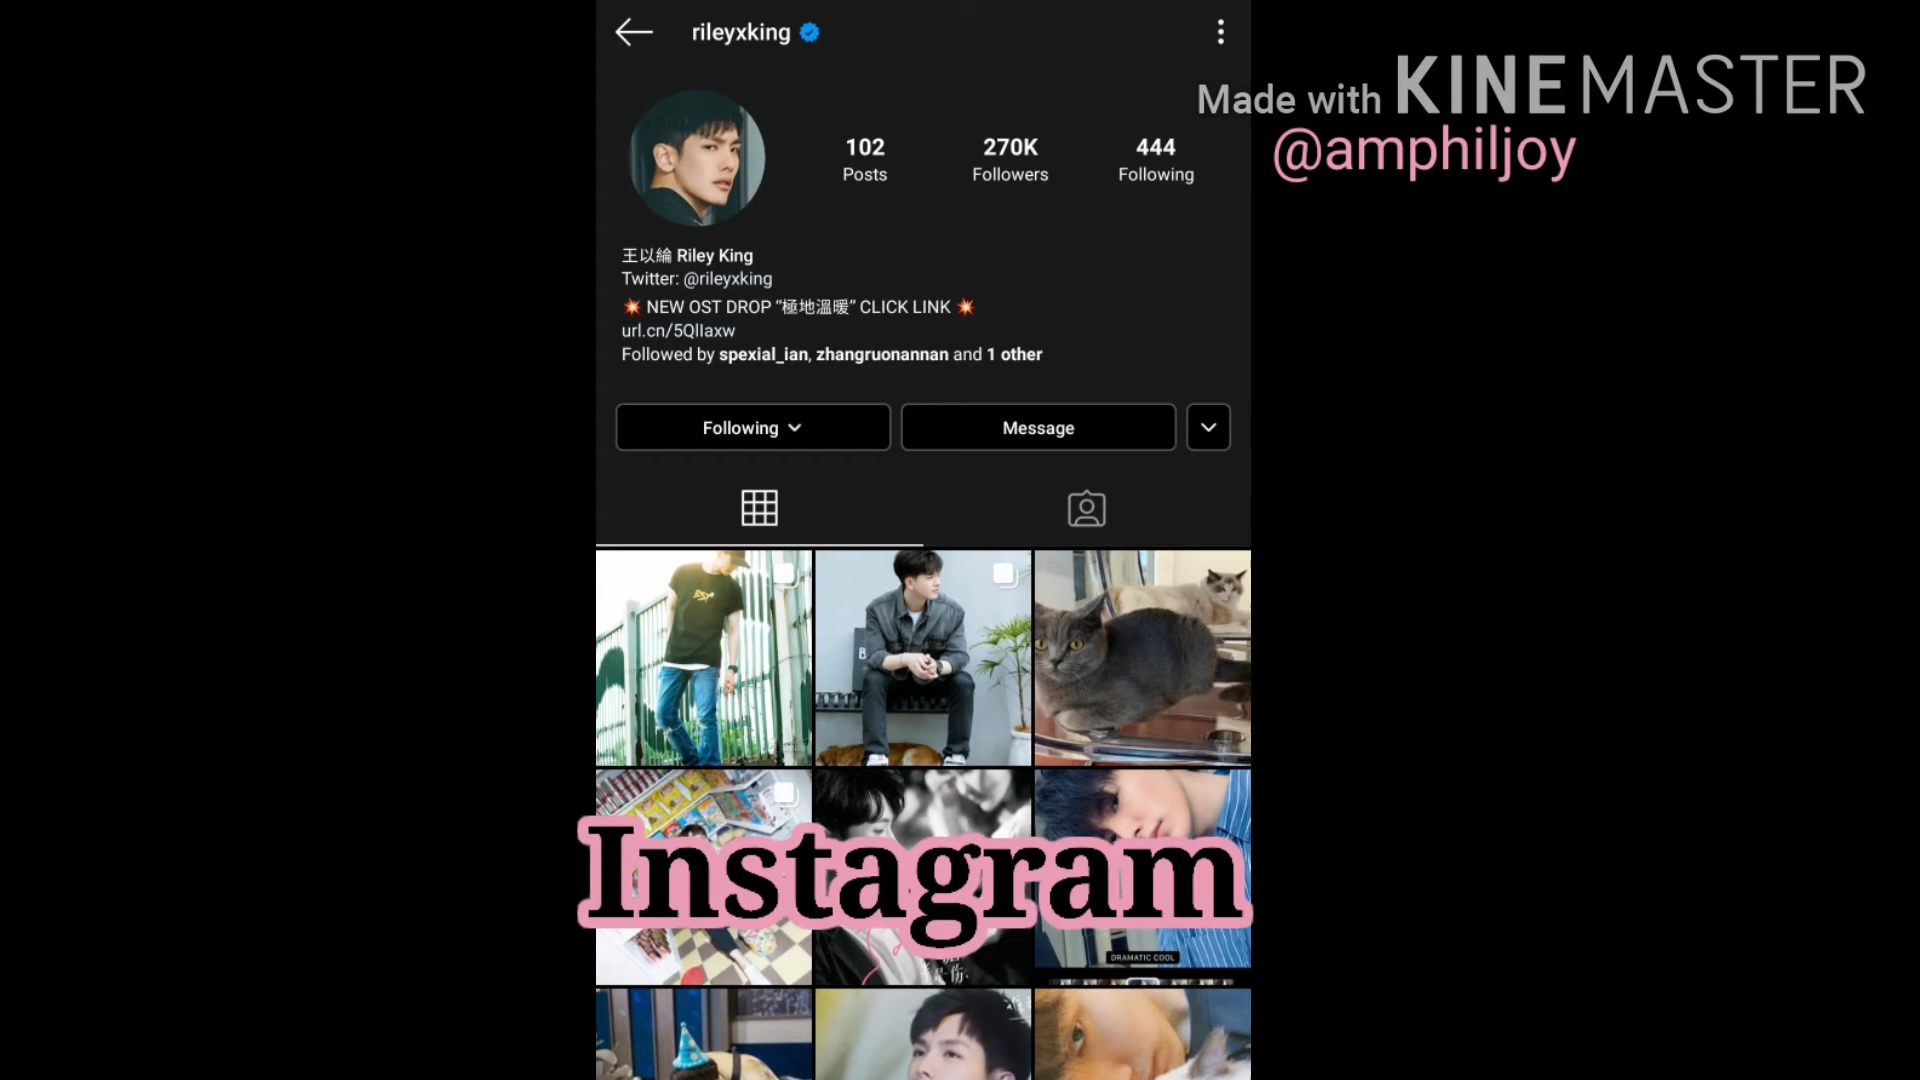 rileyxking
Made with KINEMASTER
@amphiljoy
102
270K
444
Posts
Followers
Following
王以綸 Riley King
Twitter: @rileyxking
💥 NEW OST DROP “極地溫暖” CLICK LINK 💥
url.cn/5QlIaxw
Followed by spexial_ian, zhangruonannan and 1 other
Following
Message
Instagram
DRAMATIC COOL